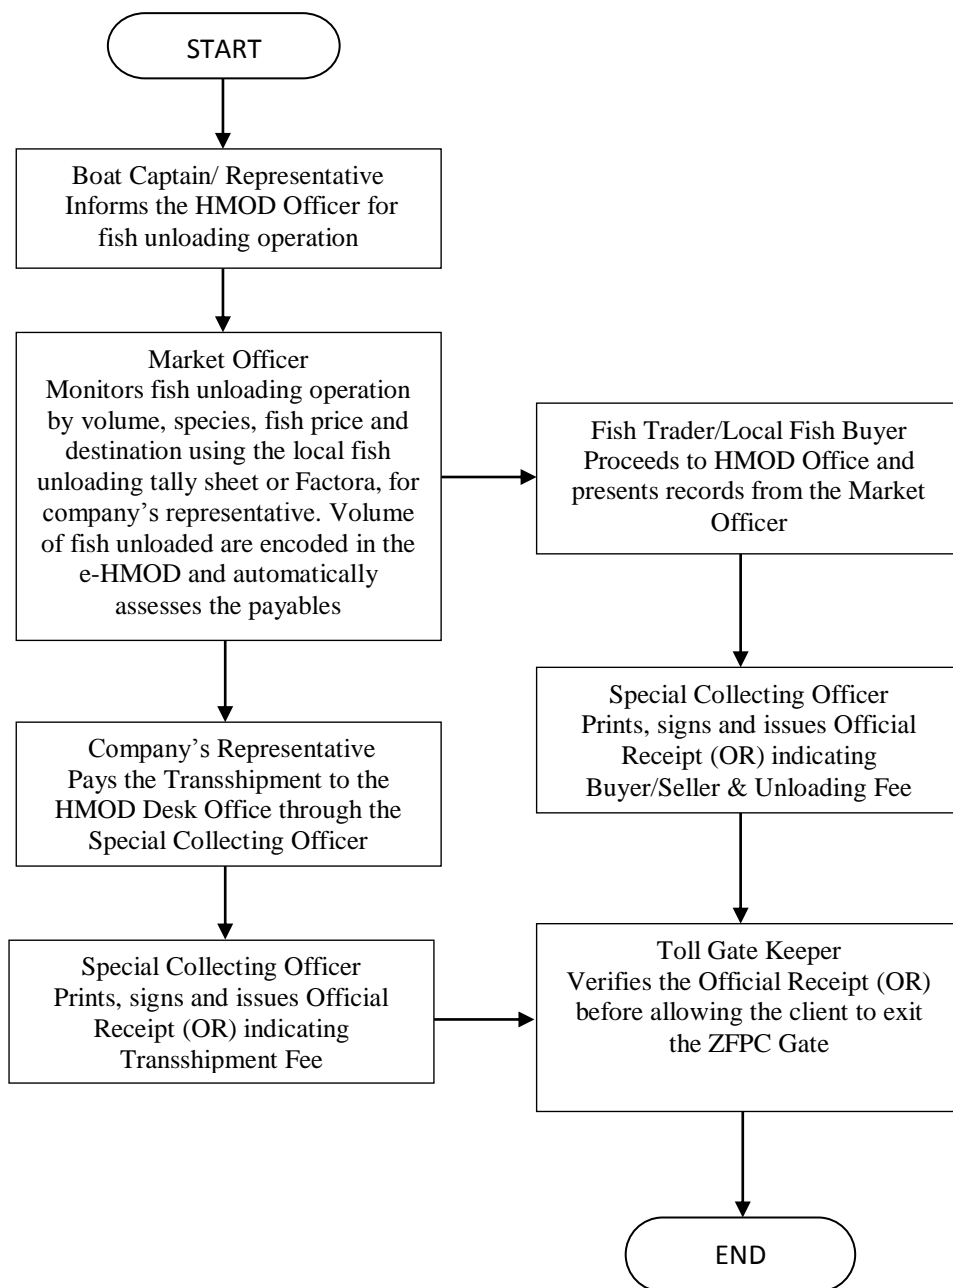 START
Boat Captain/ Representative
Informs the HMOD Officer for
fish unloading operation
Market Officer
Monitors fish unloading operation
by volume, species, fish price and
destination using the local fish
unloading tally sheet or Factora, for
company’s representative. Volume
of fish unloaded are encoded in the
e-HMOD and automatically
assesses the payables
Fish Trader/Local Fish Buyer
Proceeds to HMOD Office and
presents records from the Market
Officer
Company’s Representative
Pays the Transshipment to the
HMOD Desk Office through the
Special Collecting Officer
Special Collecting Officer
Prints, signs and issues Official
Receipt (OR) indicating
Buyer/Seller & Unloading Fee
Special Collecting Officer
Prints, signs and issues Official
Receipt (OR) indicating
Transshipment Fee
Toll Gate Keeper
Verifies the Official Receipt (OR)
before allowing the client to exit
the ZFPC Gate
END